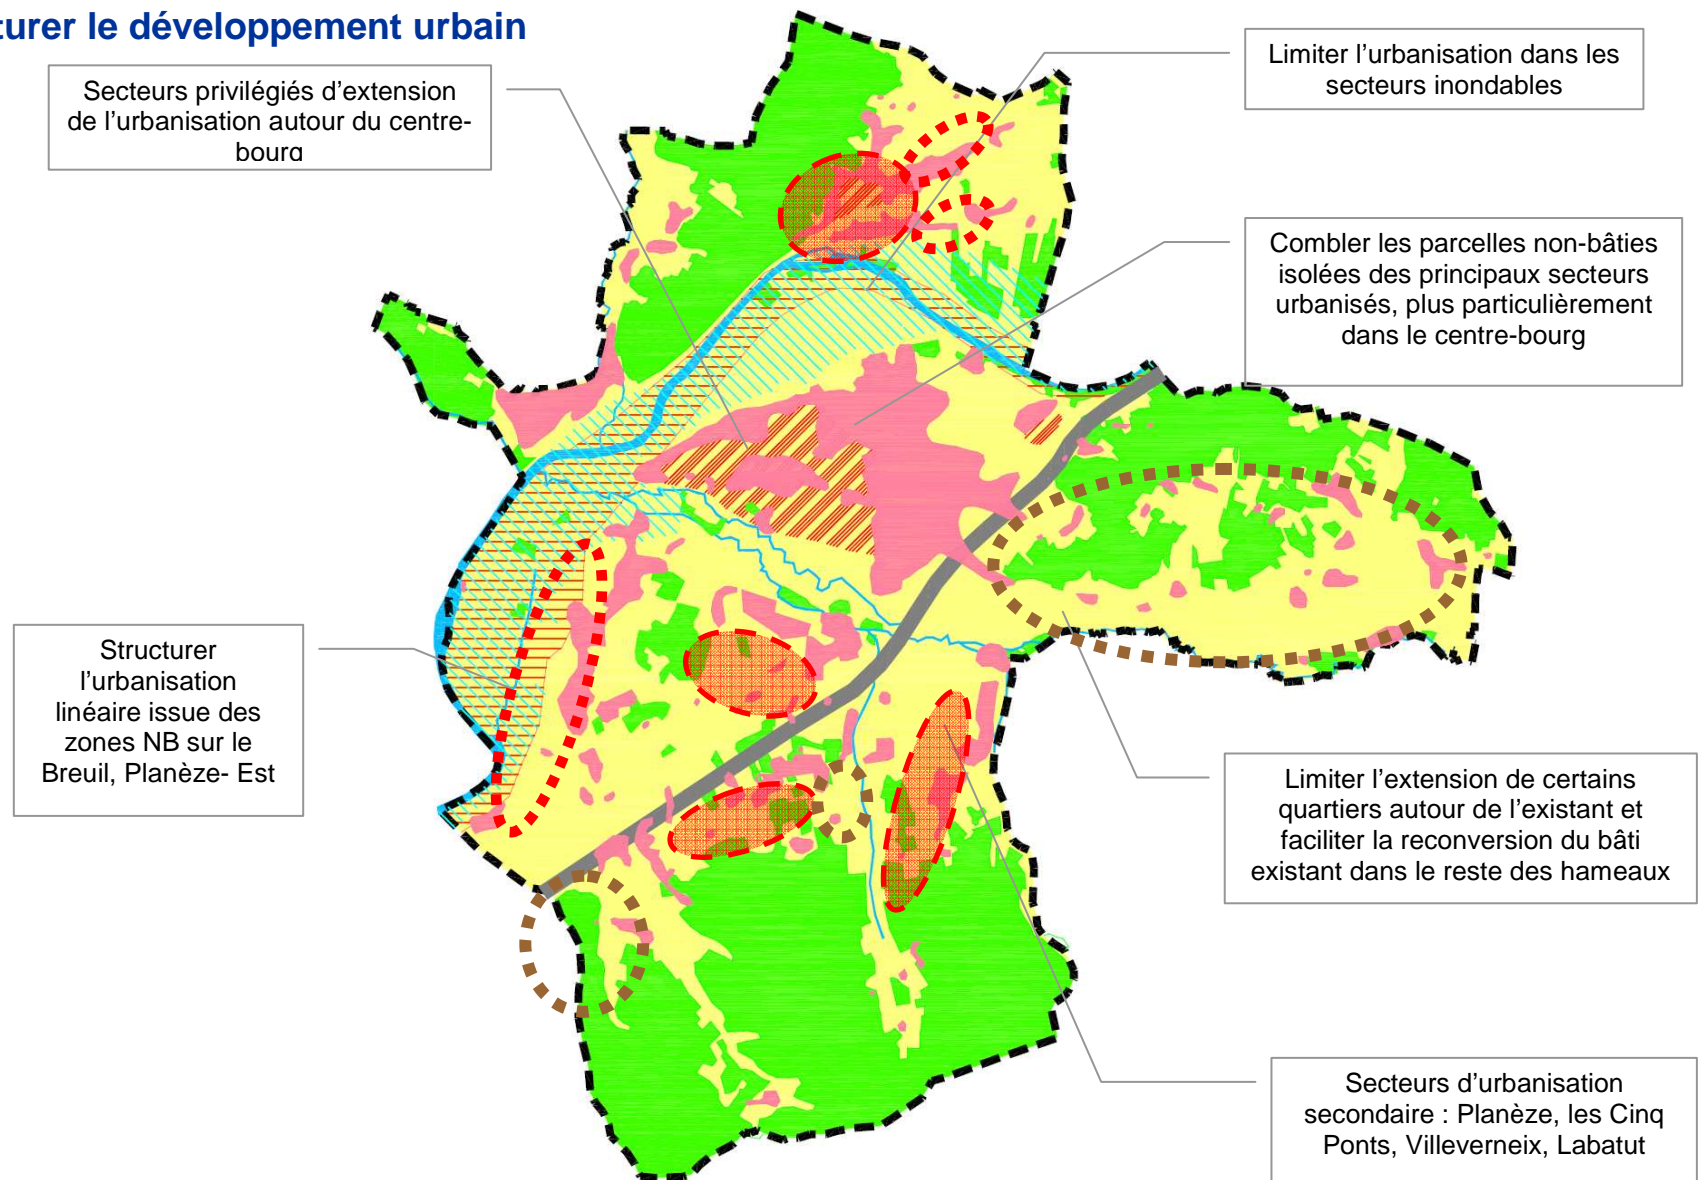 turer le développement urbain
Secteurs privilégiés d'extension
de l'urbanisation autour du centre-
bourg
Limiter l'urbanisation dans les
secteurs inondables
Combler les parcelles non-bâties
isolées des principaux secteurs
urbanisés, plus particulièrement
dans le centre-bourg
Structurer
l'urbanisation
linéaire issue des
zones NB sur le
Breuil, Planèze- Est
Limiter l'extension de certains
quartiers autour de l'existant et
faciliter la reconversion du bâti
existant dans le reste des hameaux
Secteurs d'urbanisation
secondaire : Planèze, les Cinq
Ponts, Villeverneix, Labatut